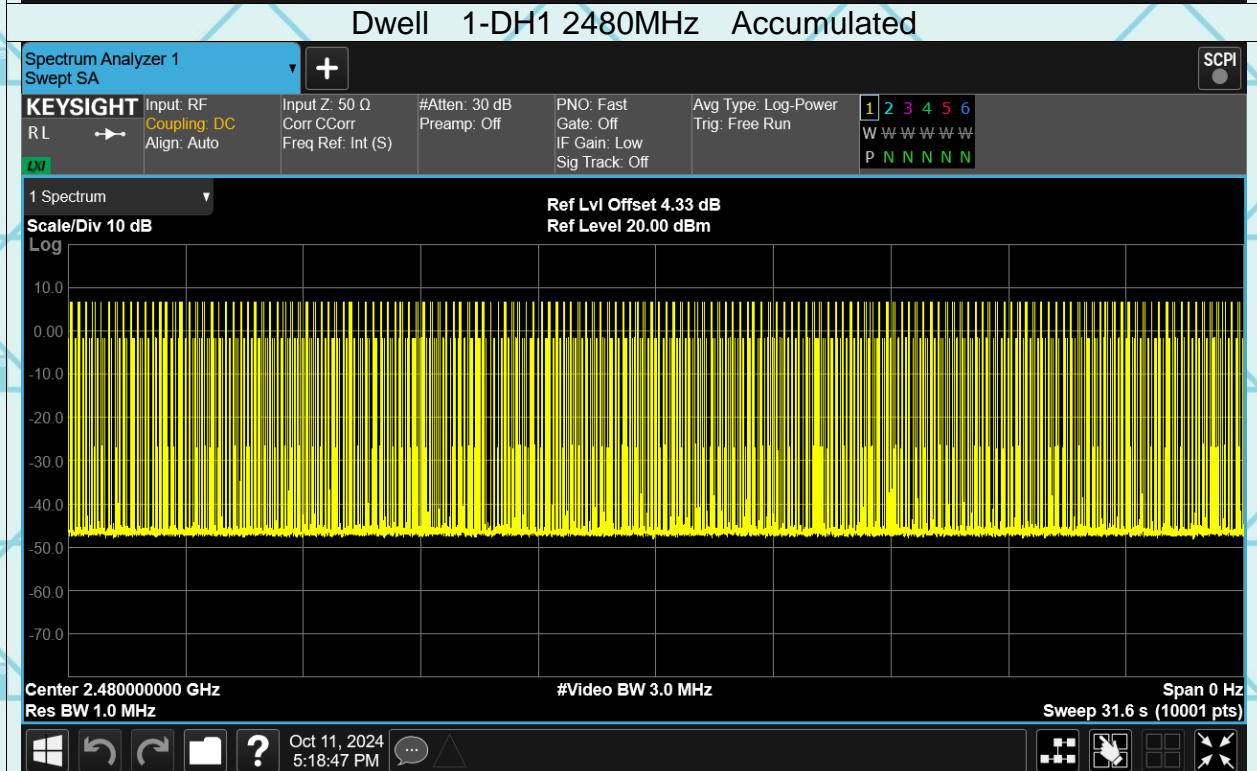 Dwell 1-DH1 2480MHz Accumulated
Spectrum Analyzer 1
Swept SA
▼
+
SCPI
KEYSIGHT
R L
LXI
Input: RF
Coupling: DC
Align: Auto
Input Z: 50 Ω
Corr CCorr
Freq Ref: Int (S)
#Atten: 30 dB
Preamp: Off
PNO: Fast
Gate: Off
IF Gain: Low
Sig Track: Off
Avg Type: Log-Power
Trig: Free Run
1 2 3 4 5 6
W W W W W W
P N N N N N
1 Spectrum ▼
Scale/Div 10 dB
Ref Lvl Offset 4.33 dB
Ref Level 20.00 dBm
Log
10.0
0.00
-10.0
-20.0
-30.0
-40.0
-50.0
-60.0
-70.0
Center 2.480000000 GHz
#Video BW 3.0 MHz
Span 0 Hz
Res BW 1.0 MHz
Sweep 31.6 s (10001 pts)
?
Oct 11, 2024
5:18:47 PM